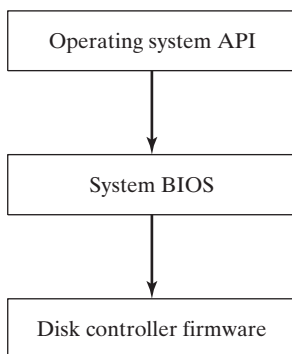 Operating system API
System BIOS
Disk controller firmware